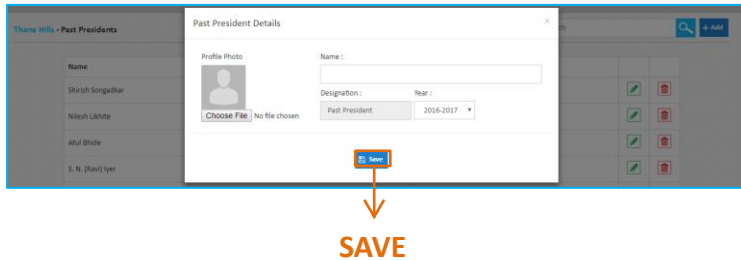 Past President Details ×
Thane Hills • Past Presidents
+ Add
Profile Photo
Name :
Name
Designation :
Year :
Shirish Songadkar
Past President
2016-2017
Choose File No file chosen
Nitesh Likhite
Atul Bhide
Save
S. N. (Ravi) Iyer
SAVE